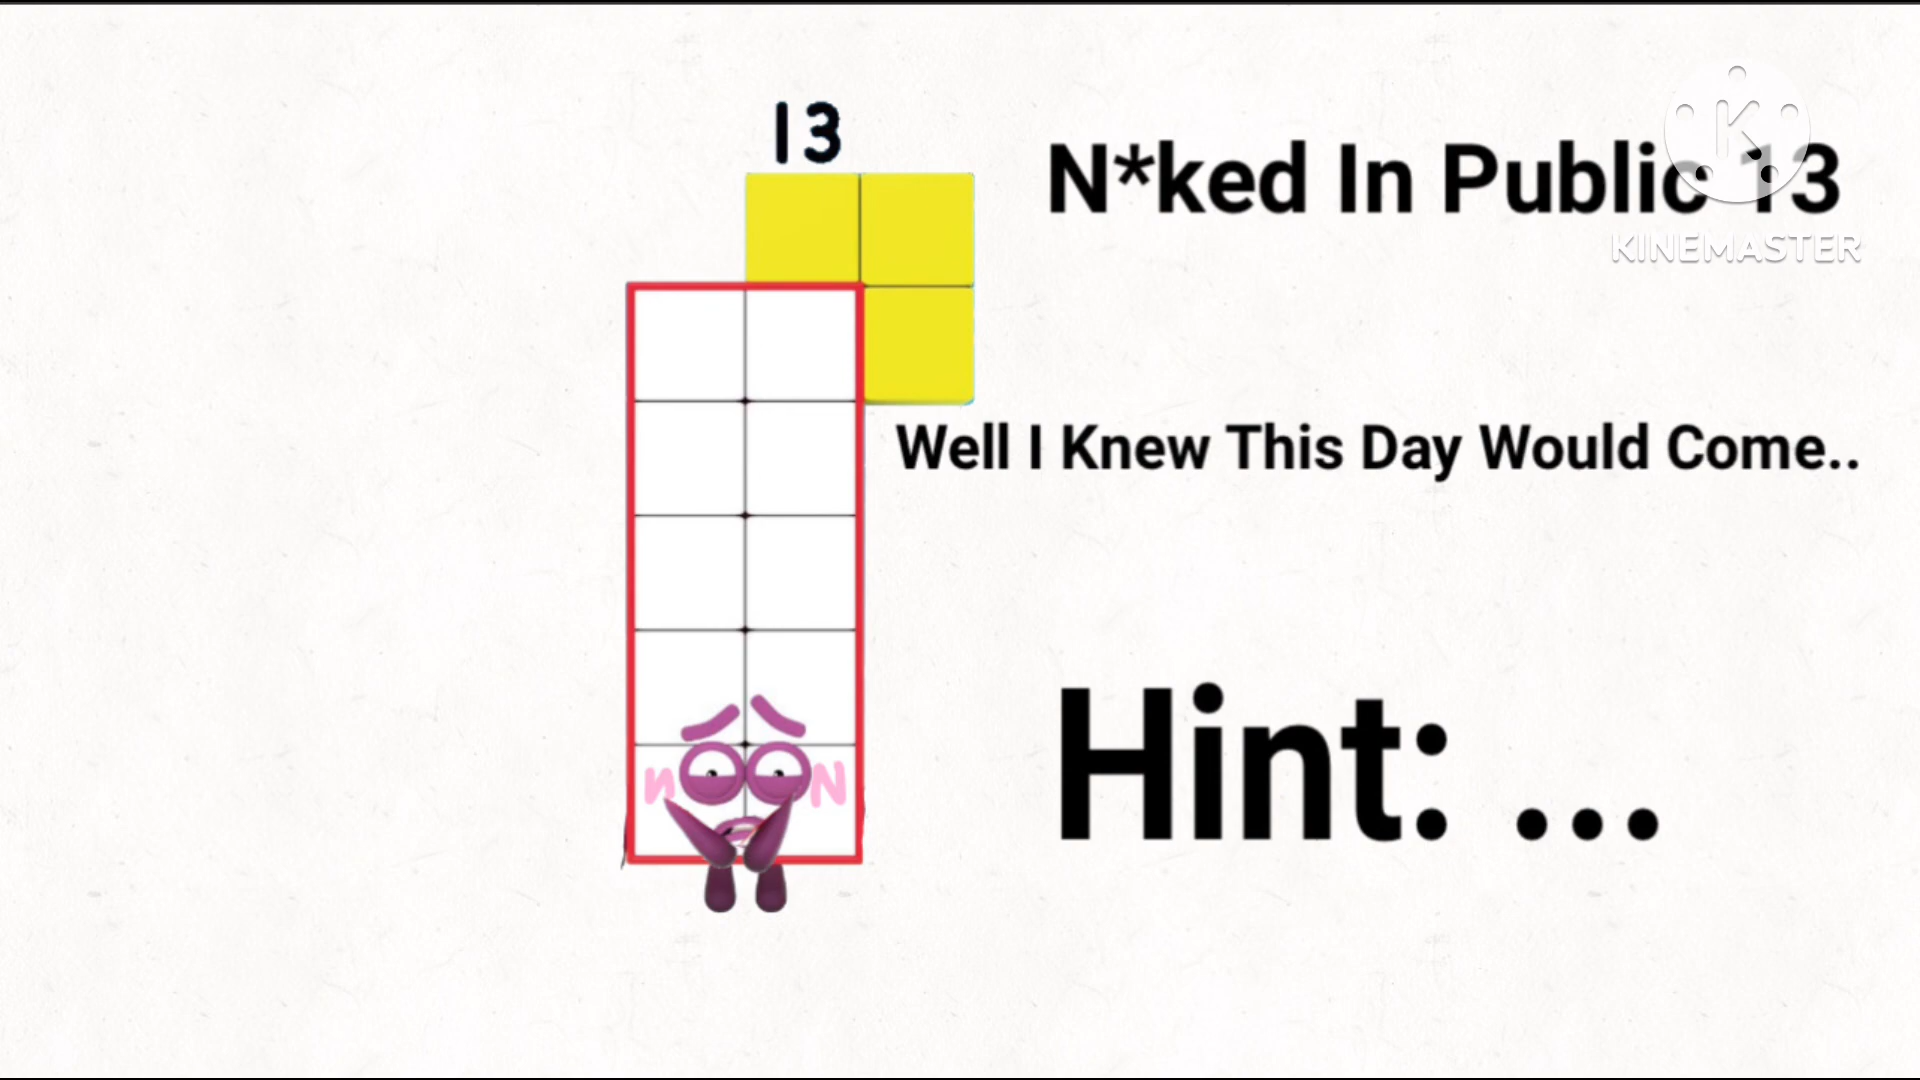 13
N*ked In Public 13
K
KINEMASTER
Well I Knew This Day Would Come..
N N
Hint: ...